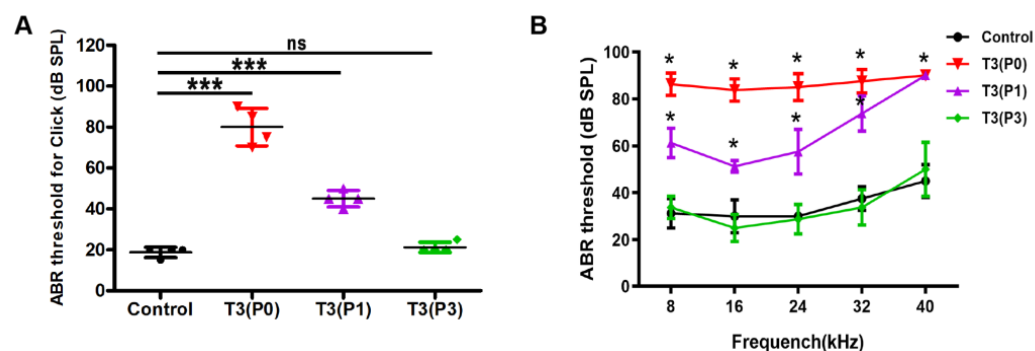 A
ABR threshold for Click (dB SPL)
120
100
80
60
40
20
0
ns
***
***
Control
T3(P0)
T3(P1)
T3(P3)
B
ABR threshold (dB SPL)
100
80
60
40
20
0
* * * * *
* * * *
8
16
24
32
40
Frequench(kHz)
Control
T3(P0)
T3(P1)
T3(P3)